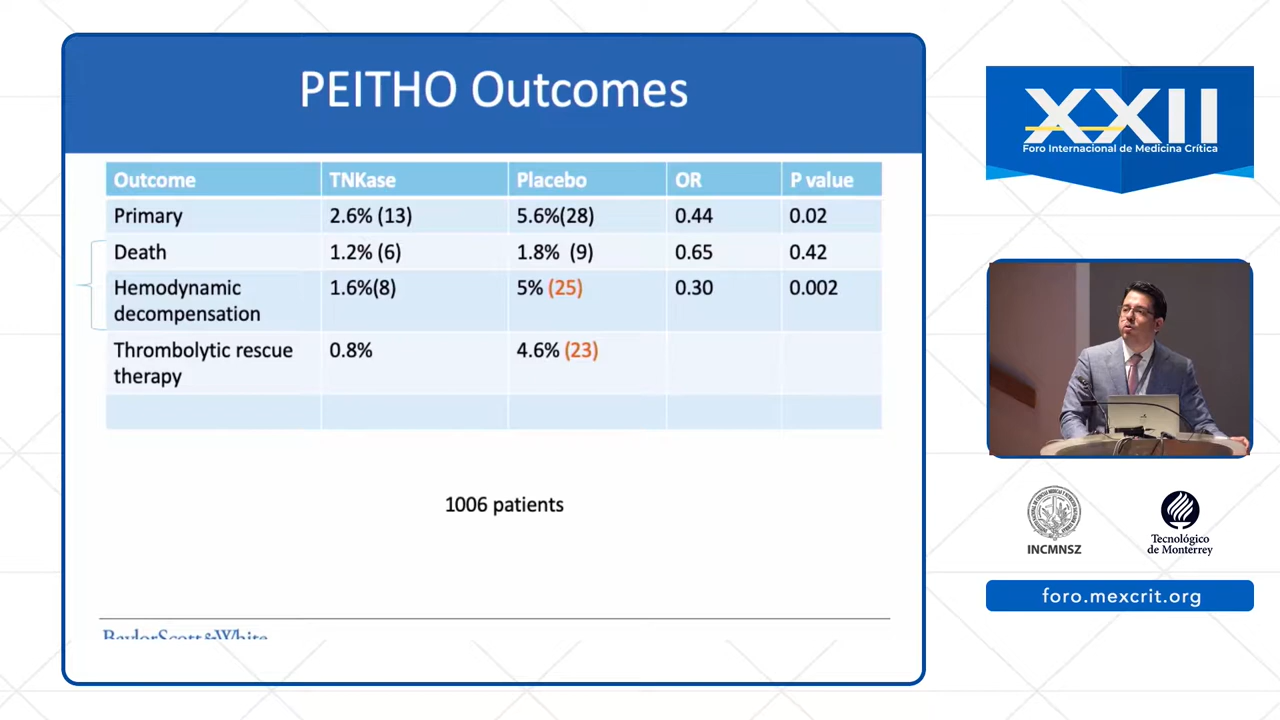 PEITHO Outcomes
Outcome TNKase Placebo OR P value
Primary 2.6% (13) 5.6%(28) 0.44 0.02
Death 1.2% (6) 1.8% (9) 0.65 0.42
Hemodynamic decompensation 1.6%(8) 5% (25) 0.30 0.002
Thrombolytic rescue therapy 0.8% 4.6% (23)
1006 patients
BaylorScott&White
XXII
Foro Internacional de Medicina Crítica
INCMNSZ
Tecnológico
de Monterrey
foro.mexcrit.org